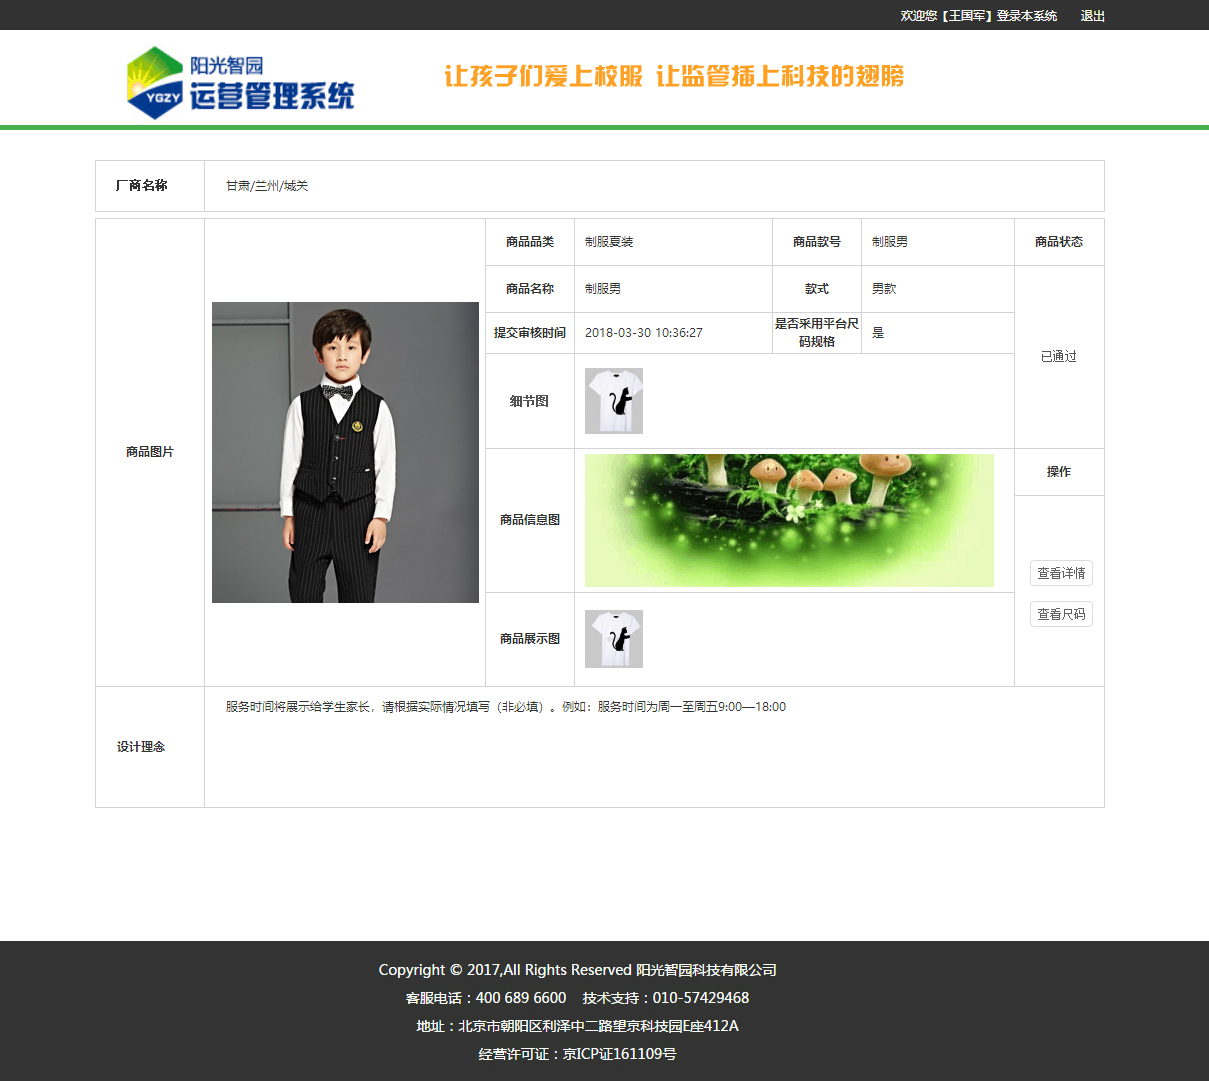 欢迎您【王国军】登录本系统 退出
阳光智园
YGZY 运营管理系统
让孩子们爱上校服 让监管插上科技的翅膀
厂商名称 甘肃/兰州/城关
商品品类 制服夏装 商品款号 制服男 商品状态
商品名称 制服男 款式 男款
提交审核时间 2018-03-30 10:36:27 是否采用平台尺
码规格 是
已通过
细节图
商品图片
操作
商品信息图
查看详情
查看尺码
商品展示图
服务时间将展示给学生家长，请根据实际情况填写（非必填）。例如：服务时间为周一至周五9:00—18:00
设计理念
Copyright © 2017,All Rights Reserved 阳光智园科技有限公司
客服电话：400 689 6600 技术支持：010-57429468
地址：北京市朝阳区利泽中二路望京科技园E座412A
经营许可证：京ICP证161109号